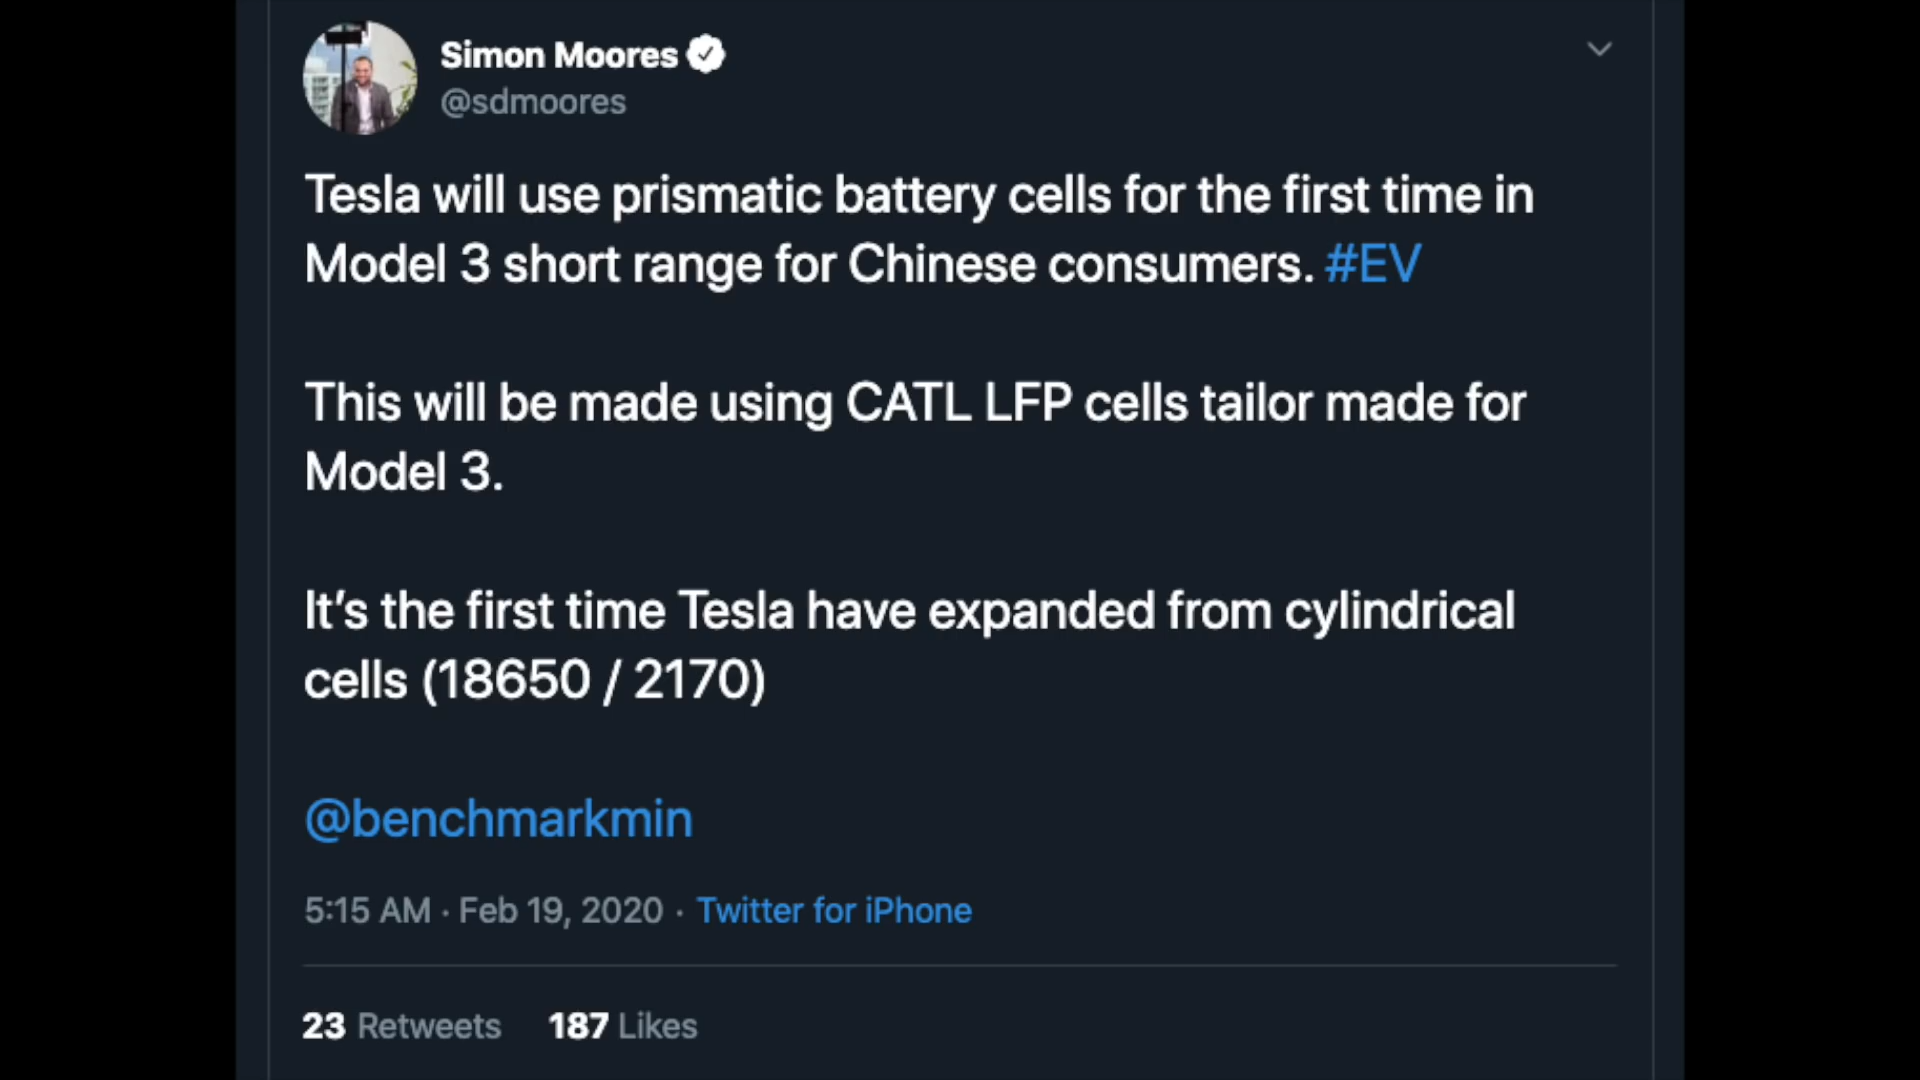 Simon Moores
@sdmoores
Tesla will use prismatic battery cells for the first time in
Model 3 short range for Chinese consumers. #EV
This will be made using CATL LFP cells tailor made for
Model 3.
It’s the first time Tesla have expanded from cylindrical
cells (18650 / 2170)
@benchmarkmin
5:15 AM · Feb 19, 2020 · Twitter for iPhone
23 Retweets 187 Likes